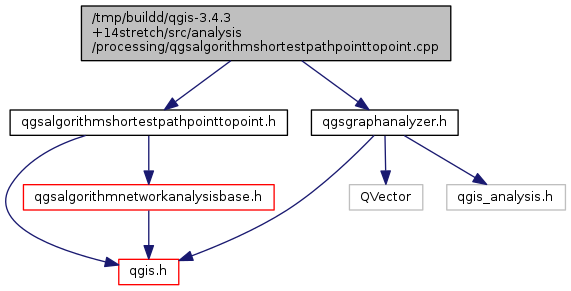 /tmp/buildd/qgis-3.4.3
+14stretch/src/analysis
/processing/qgsalgorithmshortestpathpointtopoint.cpp
qgsalgorithmshortestpathpointtopoint.h
qgsgraphanalyzer.h
qgsalgorithmnetworkanalysisbase.h
QVector
qgis_analysis.h
qgis.h